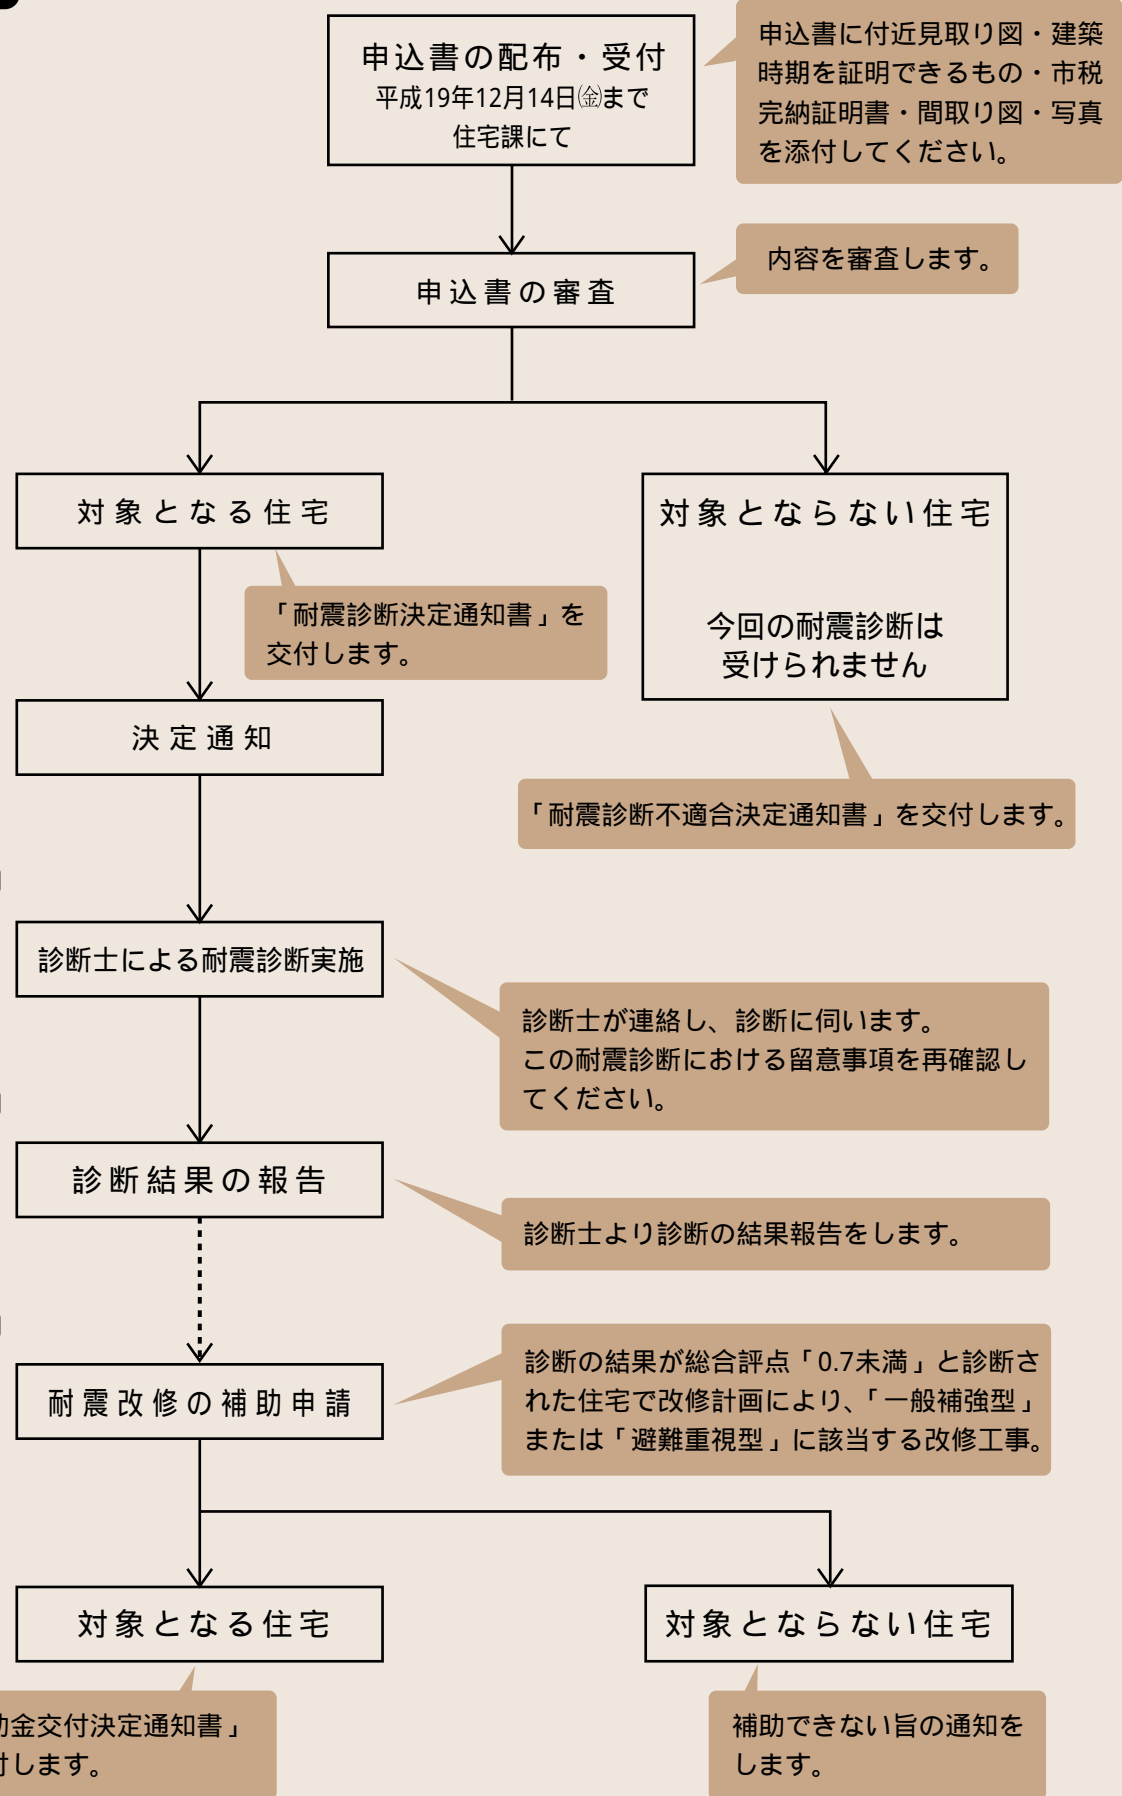 申込書の配布・受付
平成19年12月14日㈮まで
住宅課にて
申込書に付近見取り図・建築
時期を証明できるもの・市税
完納証明書・間取り図・写真
を添付してください。
申込書の審査
内容を審査します。
対象となる住宅
対象とならない住宅
今回の耐震診断は
受けられません
「耐震診断決定通知書」を
交付します。
決定通知
「耐震診断不適合決定通知書」を交付します。
診断士による耐震診断実施
診断士が連絡し、診断に伺います。
この耐震診断における留意事項を再確認し
てください。
診断結果の報告
診断士より診断の結果報告をします。
耐震改修の補助申請
診断の結果が総合評点「0.7未満」と診断さ
れた住宅で改修計画により、「一般補強型」
または「避難重視型」に該当する改修工事。
対象となる住宅
対象とならない住宅
金交付決定通知書」
します。
補助できない旨の通知を
します。